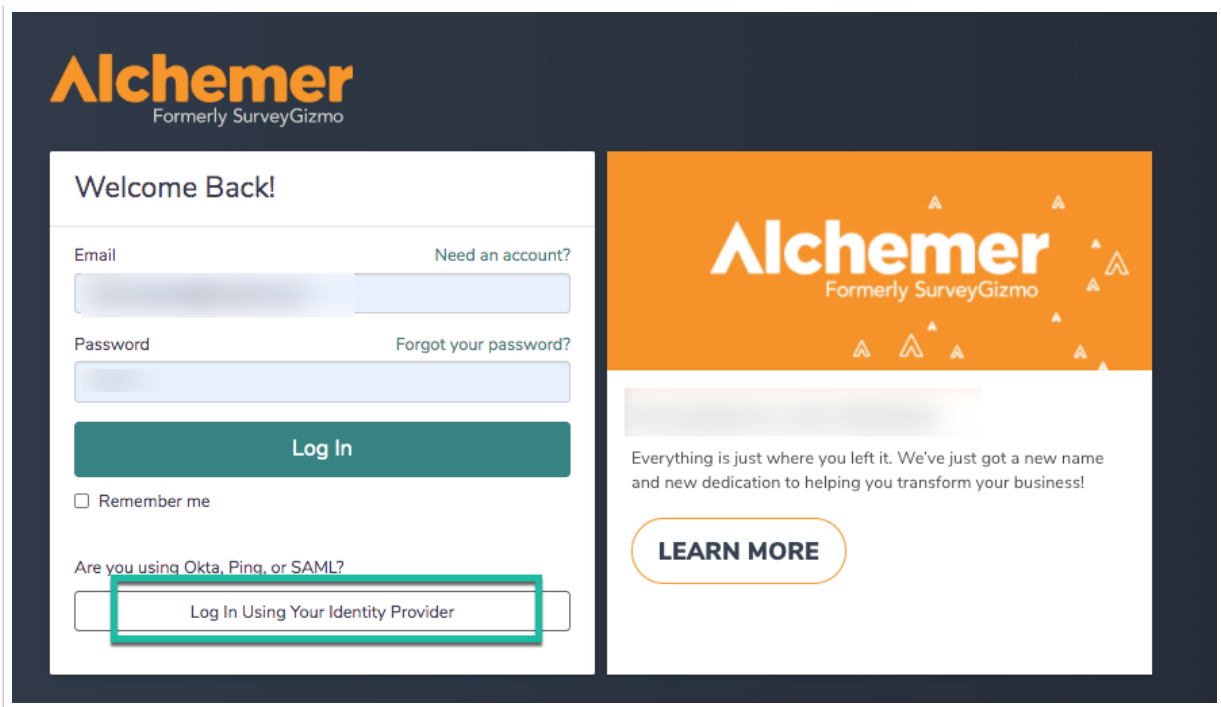 Alchemer
Formerly SurveyGizmo
Welcome Back!
Email
Need an account?
Password
Forgot your password?
Log In
Remember me
Are you using Okta, Ping, or SAML?
Log In Using Your Identity Provider
Alchemer
Formerly SurveyGizmo
Everything is just where you left it. We've just got a new name
and new dedication to helping you transform your business!
LEARN MORE